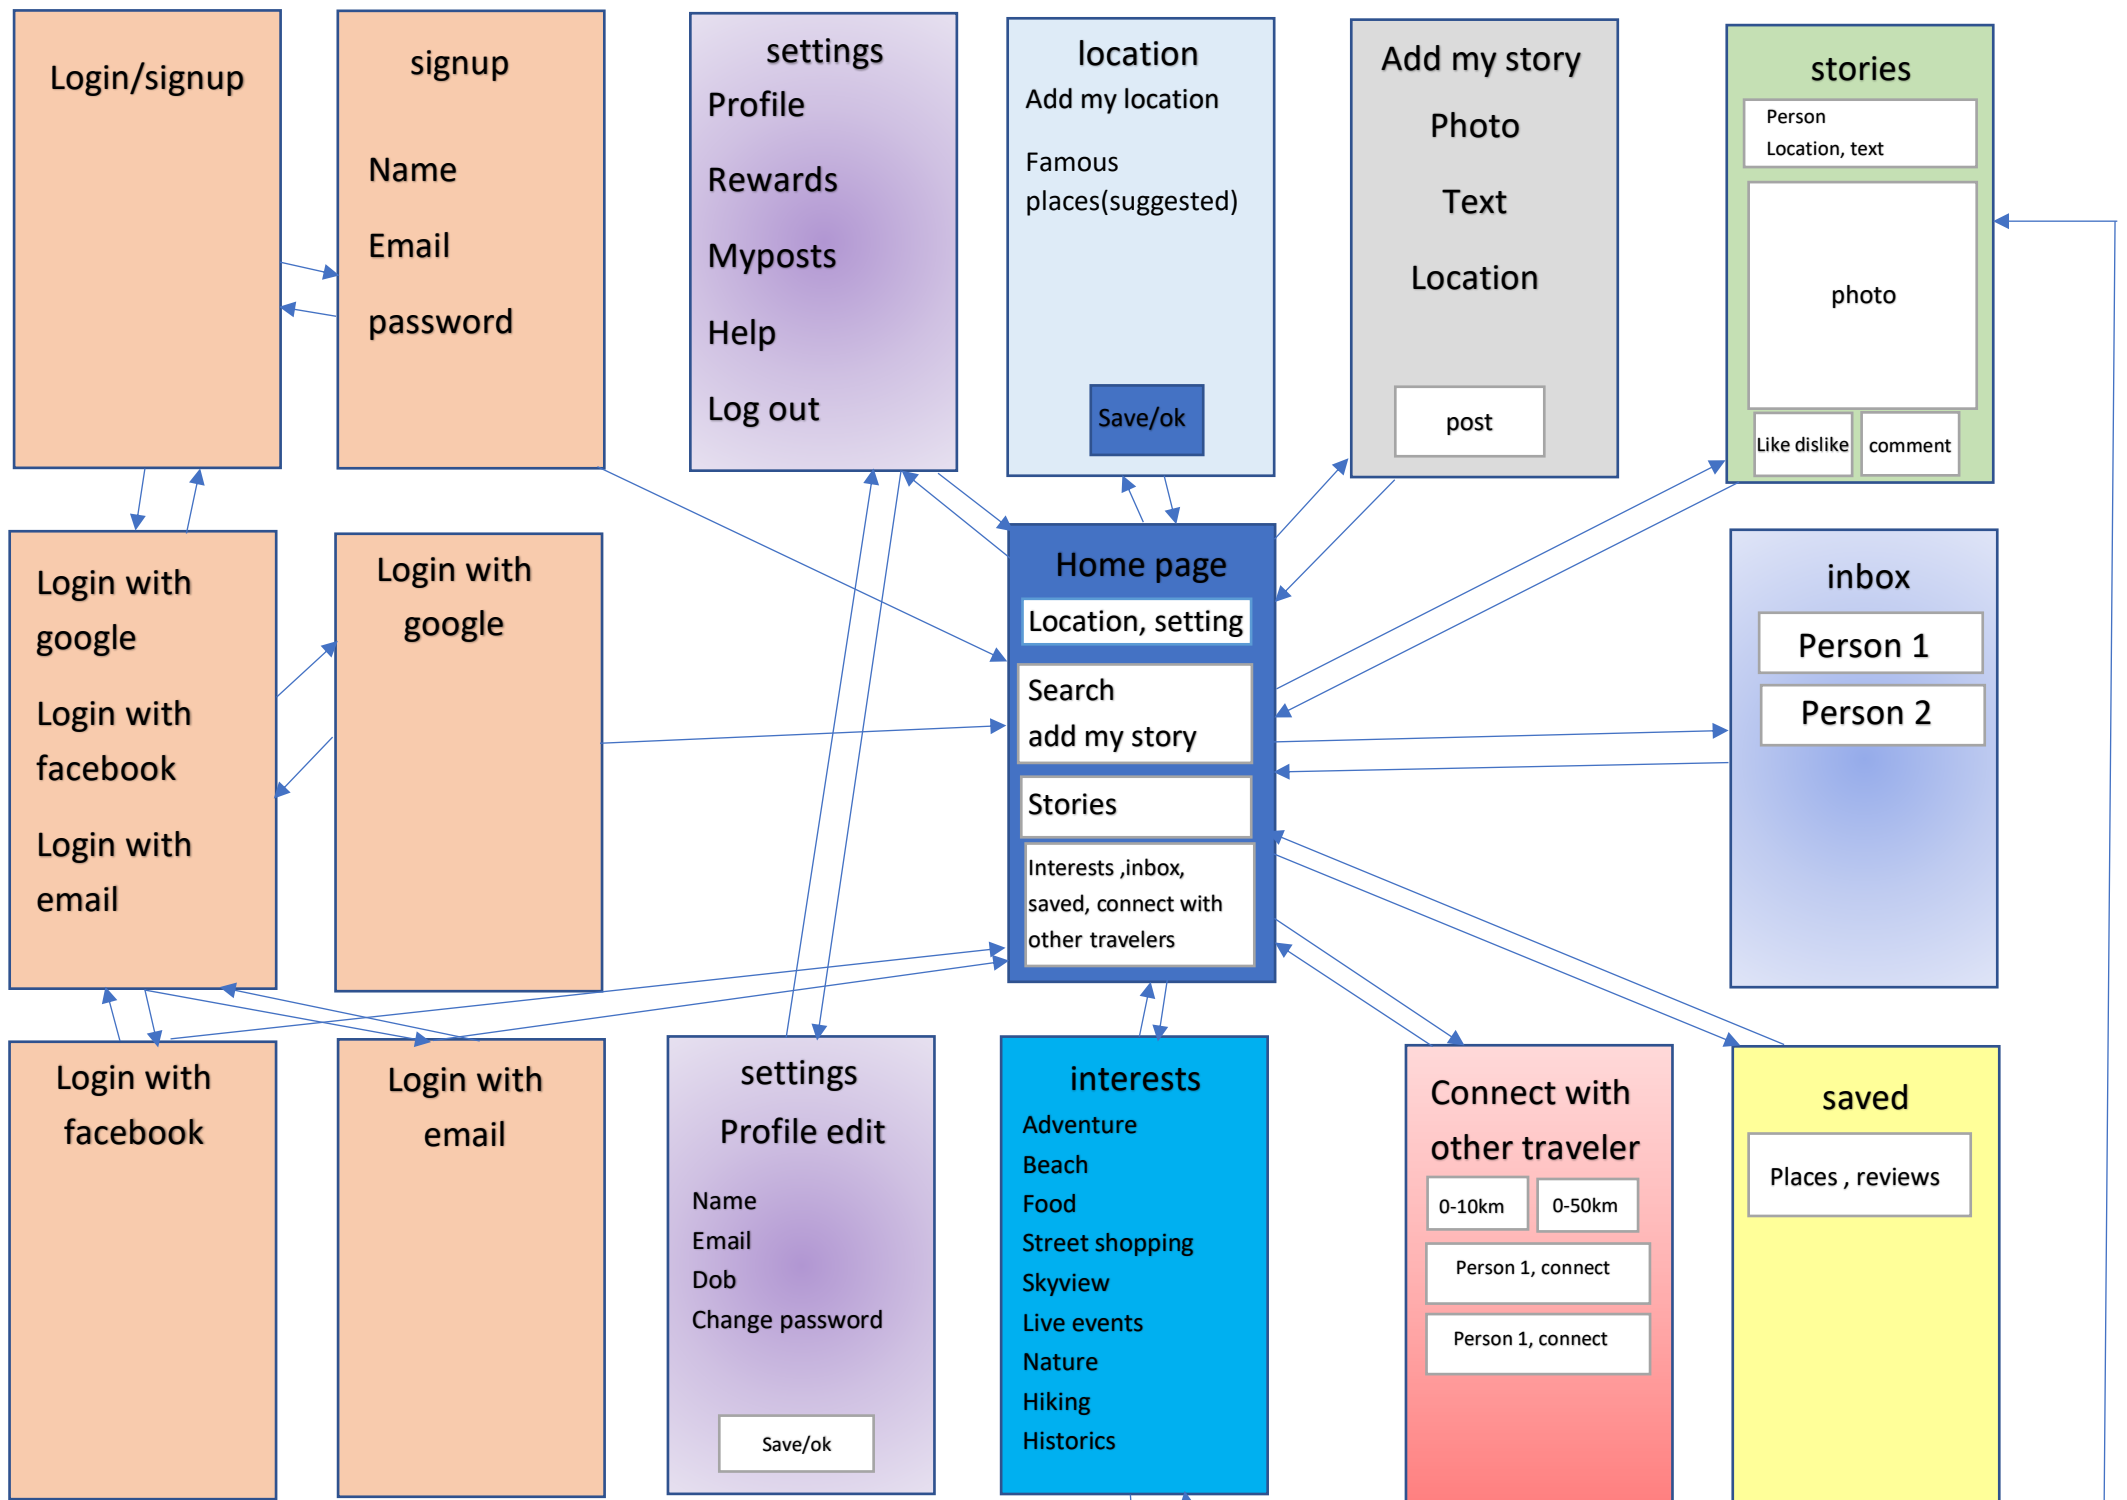 Login/signup
signup
Name
Email
password
settings
Profile
Rewards
Myposts
Help
Log out
location
Add my location
Famous
places(suggested)
Save/ok
Add my story
Photo
Text
Location
post
stories
Person
Location, text
photo
Like dislike
comment
Login with
google
Login with
facebook
Login with
email
Login with
google
Home page
Location, setting
Search
add my story
Stories
Interests ,inbox,
saved, connect with
other travelers
inbox
Person 1
Person 2
Login with
facebook
Login with
email
settings
Profile edit
Name
Email
Dob
Change password
Save/ok
interests
Adventure
Beach
Food
Street shopping
Skyview
Live events
Nature
Hiking
Historics
Connect with
other traveler
0-10km
0-50km
Person 1, connect
Person 1, connect
saved
Places , reviews